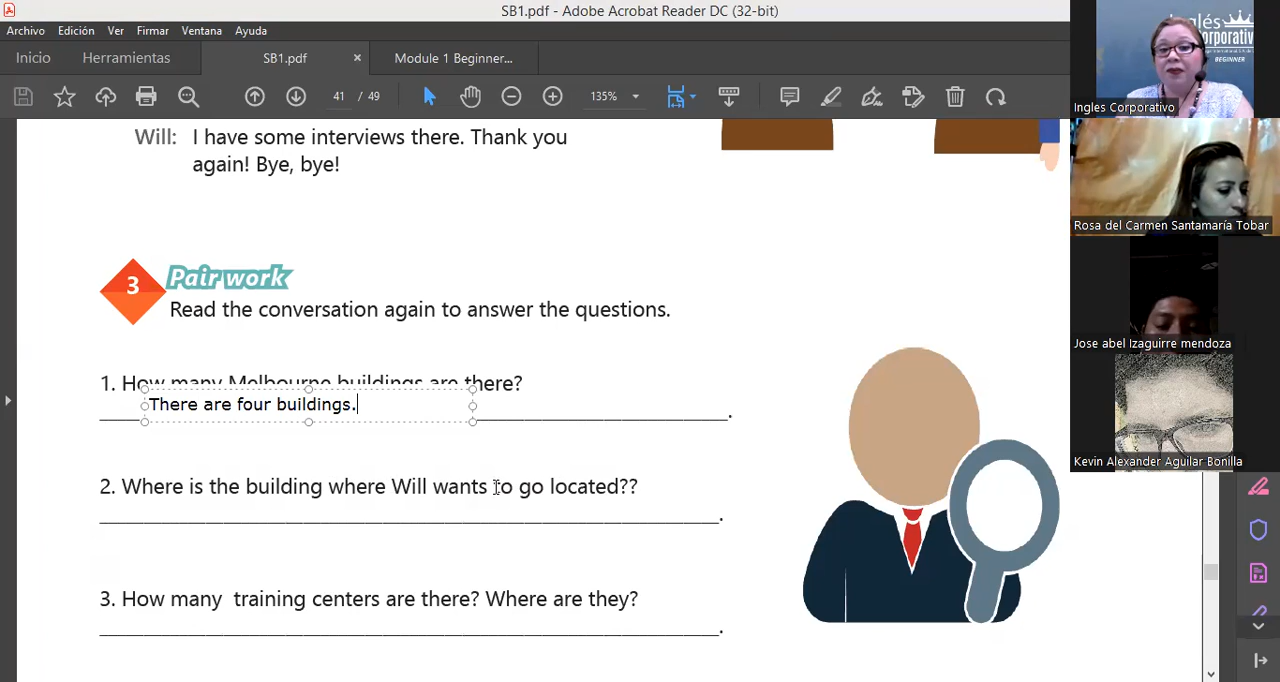 SB1.pdf - Adobe Acrobat Reader DC (32-bit)
Archivo Edición Ver Firmar Ventana Ayuda
Inicio Herramientas SB1.pdf × Module 1 Beginner...
41 / 49 135%
Will: I have some interviews there. Thank you
again! Bye, bye!
3 Pair work
Read the conversation again to answer the questions.
1. How many Melbourne buildings are there?
There are four buildings.
2. Where is the building where Will wants to go located??
3. How many training centers are there? Where are they?
BEGINNER
Ingles Corporativo
Rosa del Carmen Santamaría Tobar
Jose abel Izaguirre mendoza
Kevin Alexander Aguilar Bonilla